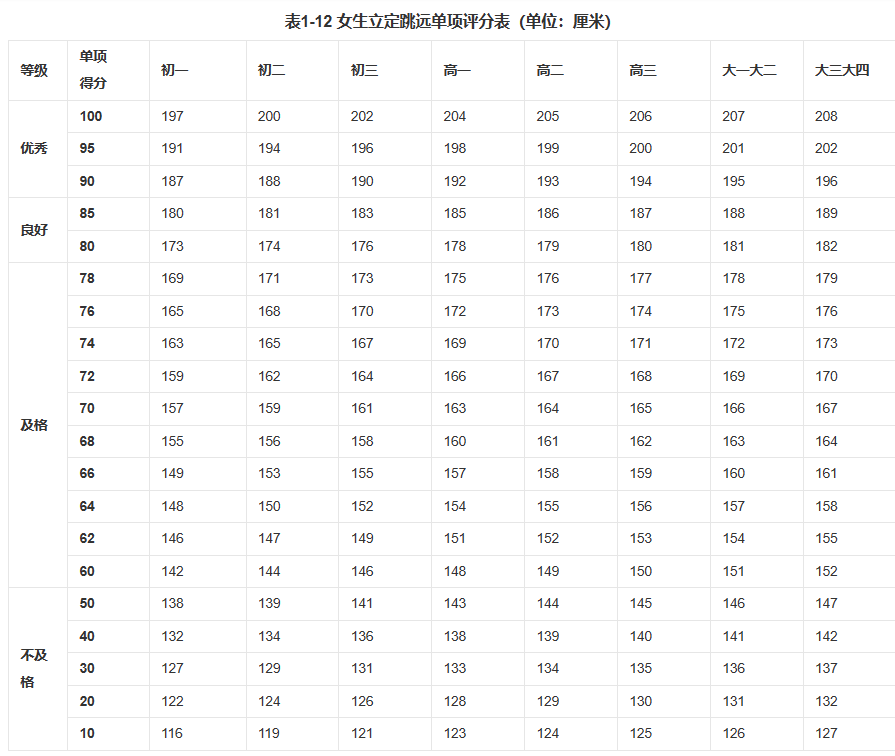 表1-12 女生立定跳远单项评分表（单位：厘米）
等级 单项得分 初一 初二 初三 高一 高二 高三 大一大二 大三大四
优秀 100 197 200 202 204 205 206 207 208
95 191 194 196 198 199 200 201 202
90 187 188 190 192 193 194 195 196
良好 85 180 181 183 185 186 187 188 189
80 173 174 176 178 179 180 181 182
及格 78 169 171 173 175 176 177 178 179
76 165 168 170 172 173 174 175 176
74 163 165 167 169 170 171 172 173
72 159 162 164 166 167 168 169 170
70 157 159 161 163 164 165 166 167
68 155 156 158 160 161 162 163 164
66 149 153 155 157 158 159 160 161
64 148 150 152 154 155 156 157 158
62 146 147 149 151 152 153 154 155
60 142 144 146 148 149 150 151 152
不及格 50 138 139 141 143 144 145 146 147
40 132 134 136 138 139 140 141 142
30 127 129 131 133 134 135 136 137
20 122 124 126 128 129 130 131 132
10 116 119 121 123 124 125 126 127